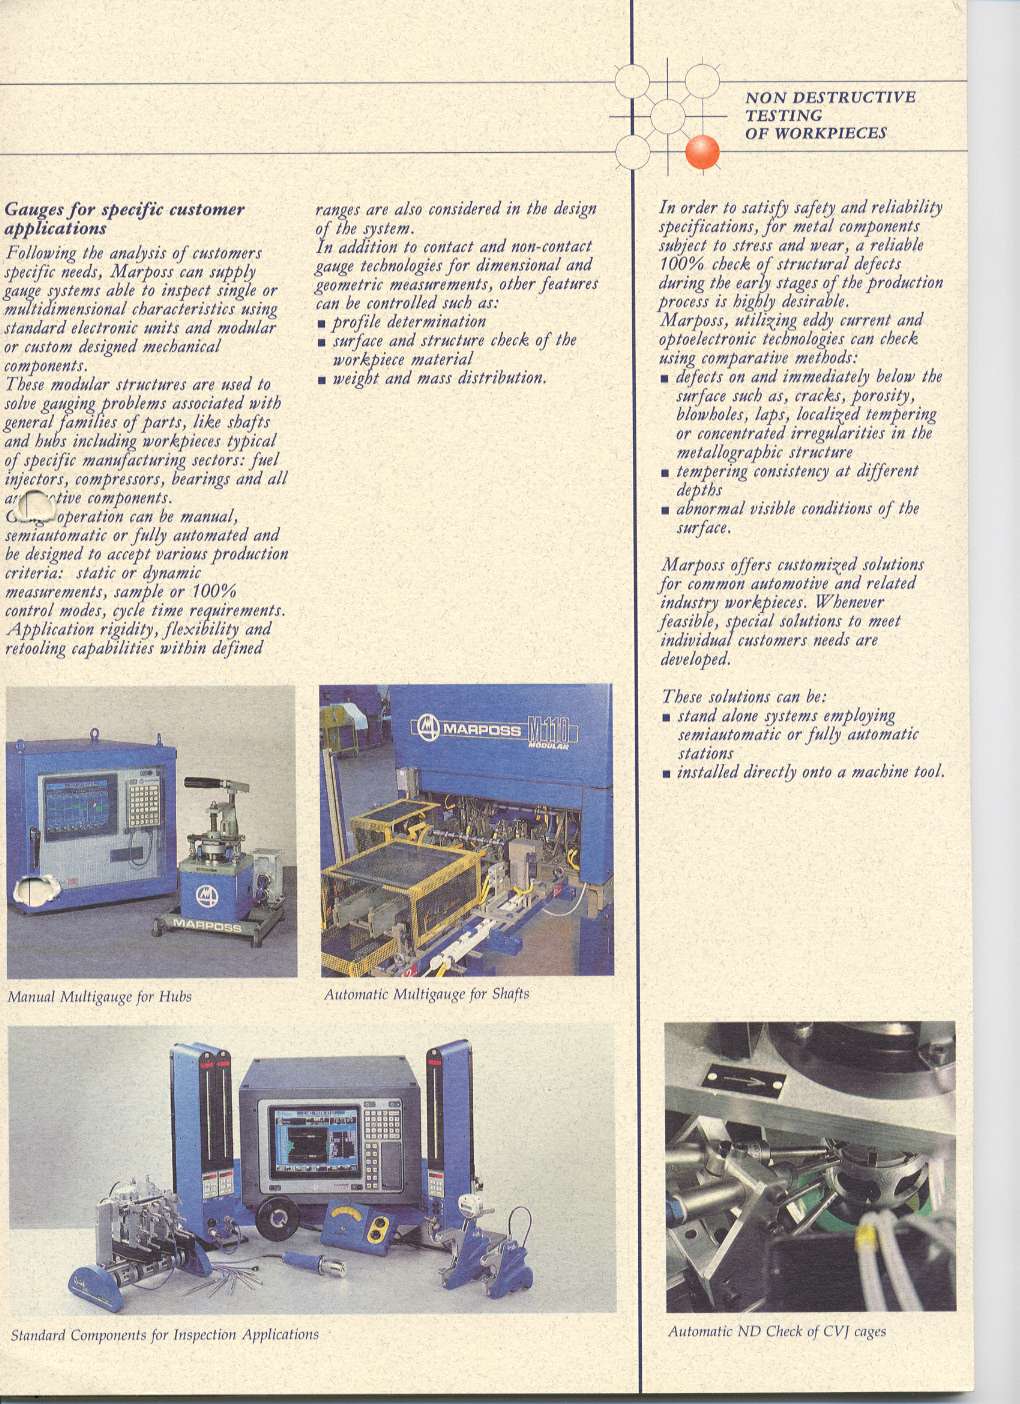 NON DESTRUCTIVE
TESTING
OF WORKPIECES
Gauges for specific customer
applications
Following the analysis of customers
specific needs, Marposs can supply
gauge systems able to inspect single or
multidimensional characteristics using
standard electronic units and modular
or custom designed mechanical
components.
These modular structures are used to
solve gauging problems associated with
general families of parts, like shafts
and hubs including workpieces typical
of specific manufacturing sectors: fuel
injectors, compressors, bearings and all
components.
operation can be manual,
semiautomatic or fully automated and
be designed to accept various production
criteria: static or dynamic
measurements, sample or 100%
control modes, cycle time requirements.
Application rigidity, flexibility and
retooling capabilities within defined
ranges are also considered in the design
of the system.
In addition to contact and non-contact
gauge technologies for dimensional and
geometric measurements, other features
can be controlled such as:
■ profile determination
■ surface and structure check of the
workpiece material
■ weight and mass distribution.
In order to satisfy safety and reliability
specifications, for metal components
subject to stress and wear, a reliable
100% check of structural defects
during the early stages of the production
process is highly desirable.
Marposs, utilizing eddy current and
optoelectronic technologies can check
using comparative methods:
■ defects on and immediately below the
surface such as, cracks, porosity,
blowholes, laps, localized tempering
or concentrated irregularities in the
metallographic structure
■ tempering consistency at different
depths
■ abnormal visible conditions of the
surface.
Marposs offers customized solutions
for common automotive and related
industry workpieces. Whenever
feasible, special solutions to meet
individual customers needs are
developed.
These solutions can be:
■ stand alone systems employing
semiautomatic or fully automatic
stations
■ installed directly onto a machine tool.
MARPOSS
MARPOSS M110
MODULAR
Manual Multigauge for Hubs
Automatic Multigauge for Shafts
Standard Components for Inspection Applications
Automatic ND Check of CVJ cages